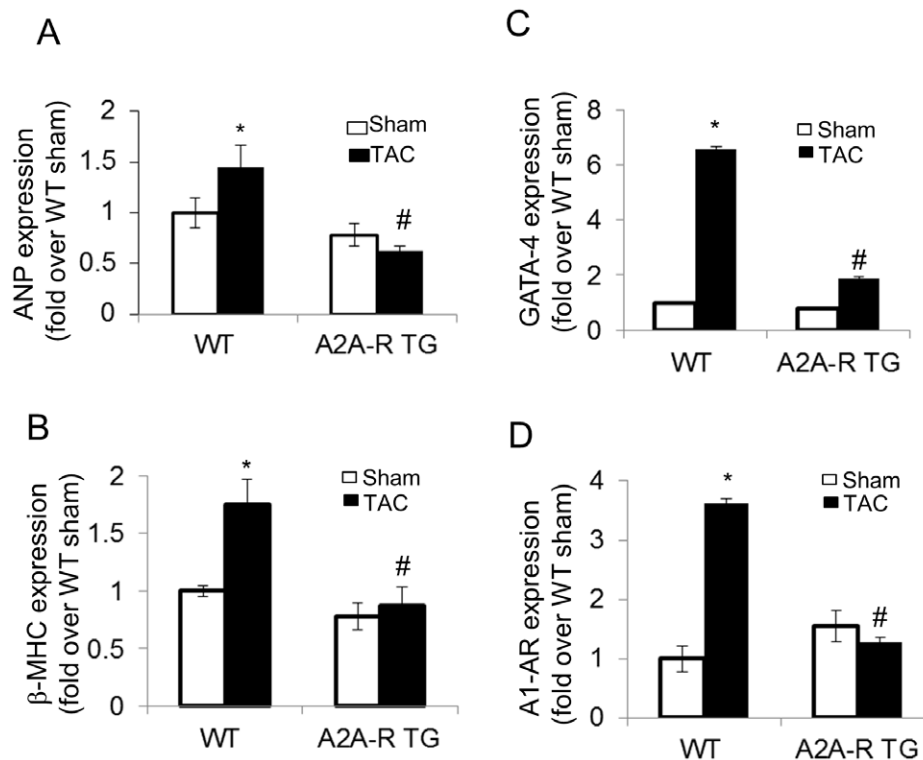 A
ANP expression
(fold over WT sham)
2
1.5
1
0.5
0
*
#
Sham
TAC
WT
A2A-R TG
B
β-MHC expression
(fold over WT sham)
2
1.5
1
0.5
0
*
#
Sham
TAC
WT
A2A-R TG
C
GATA-4 expression
(fold over WT sham)
8
6
4
2
0
*
#
Sham
TAC
WT
A2A-R TG
D
A1-AR expression
(fold over WT sham)
4
3
2
1
0
*
#
Sham
TAC
WT
A2A-R TG